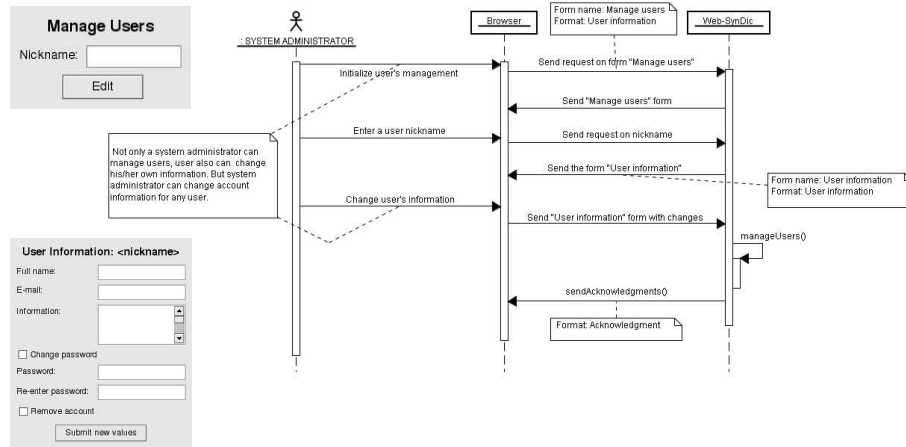 Manage Users
Nickname:
Edit
: SYSTEM ADMINISTRATOR
Browser
Form name: Manage users
Format: User information
Web-SynDic
Initialize user's management
Send request on form "Manage users"
Send "Manage users" form
Not only a system administrator can
manage users, user also can change
his/her own information. But system
administrator can change account
information for any user.
Enter a user nickname
Send request on nickname
Send the form "User information"
Form name: User information
Format: User information
Change user's information
Send "User information" form with changes
manageUsers()
sendAcknowledgments()
Format: Acknowledgment
User Information: <nickname>
Full name:
E-mail:
Information:
Change password
Password:
Re-enter password:
Remove account
Submit new values